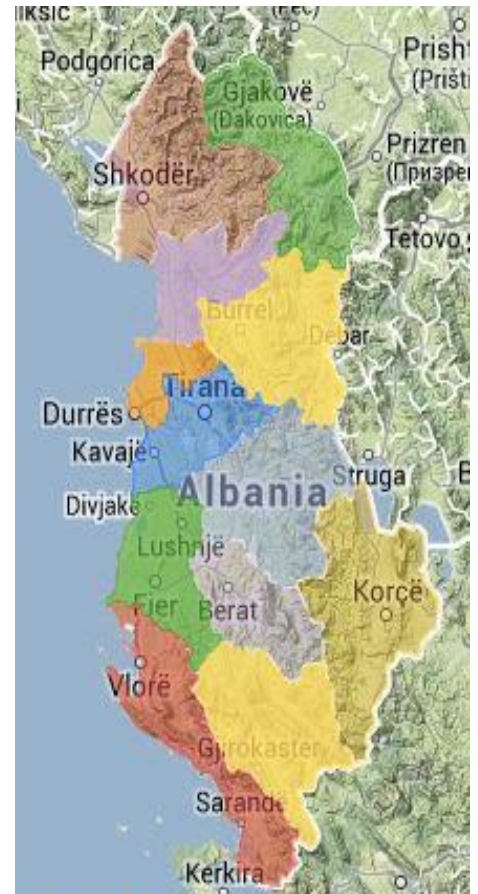 Podgorica
Prisht
(Prišti
Gjakovë
(Đakovica)
Prizren
(Призре
Shkodër
Tetovo
Burrel
Debar
Tirana
Durrës
Kavajë
Struga
Albania
Divjakë
Lushnjë
Korçë
Fier
Berat
Vlorë
Gjirokastër
Sarandë
Kerkira